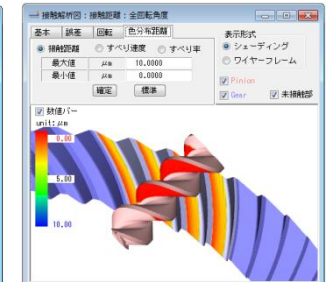 接触解析図:接触距離:全回転角度
基本 誤差 回転 色分布距離
接触距離 すべり速度 すべり率
最大値 μm 10.0000
最小値 μm 0.0000
確定 標準
表示形式
シェーディング
ワイヤーフレーム
Pinion
Gear 未接触部
数値バー
unit:μm
0.00
5.00
10.00